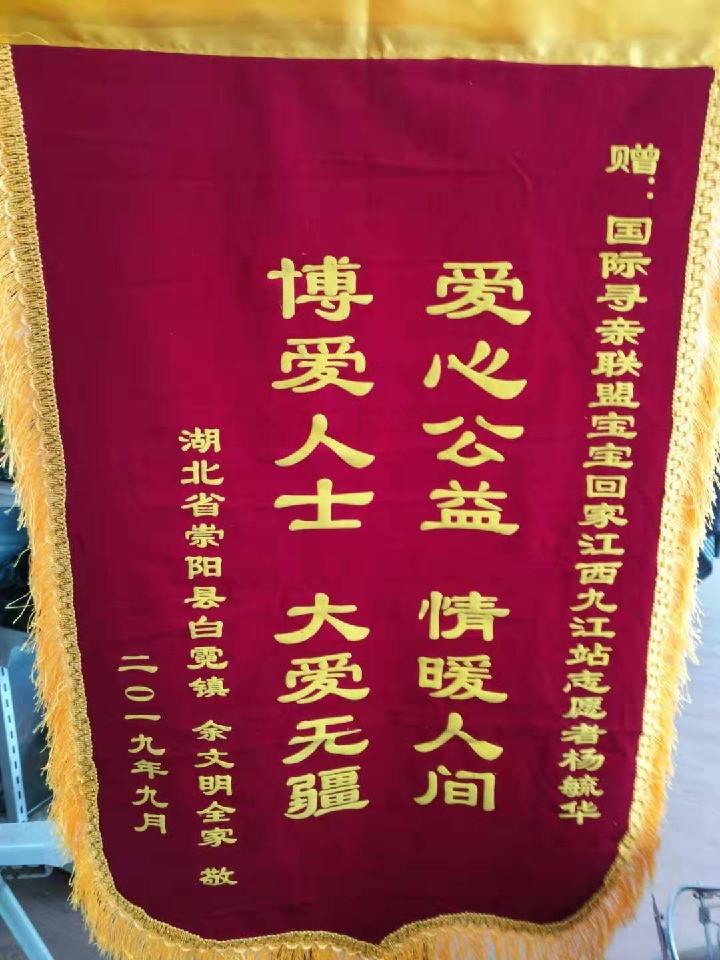 赠：国际寻亲联盟宝宝回家江西九江站志愿者杨毓华
爱心公益 情暖人间
博爱人士 大爱无疆
湖北省崇阳县白霓镇 余文明全家 敬
二〇一九年九月